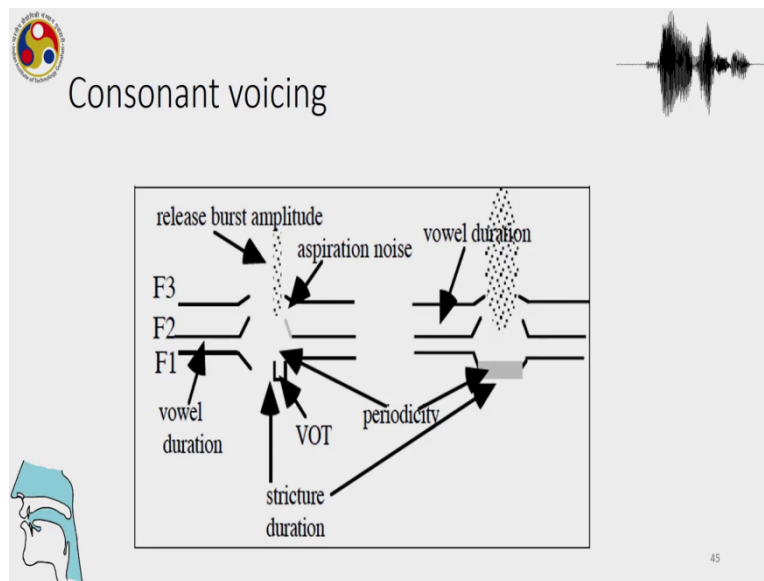 Consonant voicing
release burst amplitude
vowel duration
aspiration noise
F3
F2
F1
vowel
duration
VOT
periodicity
stricture
duration
45